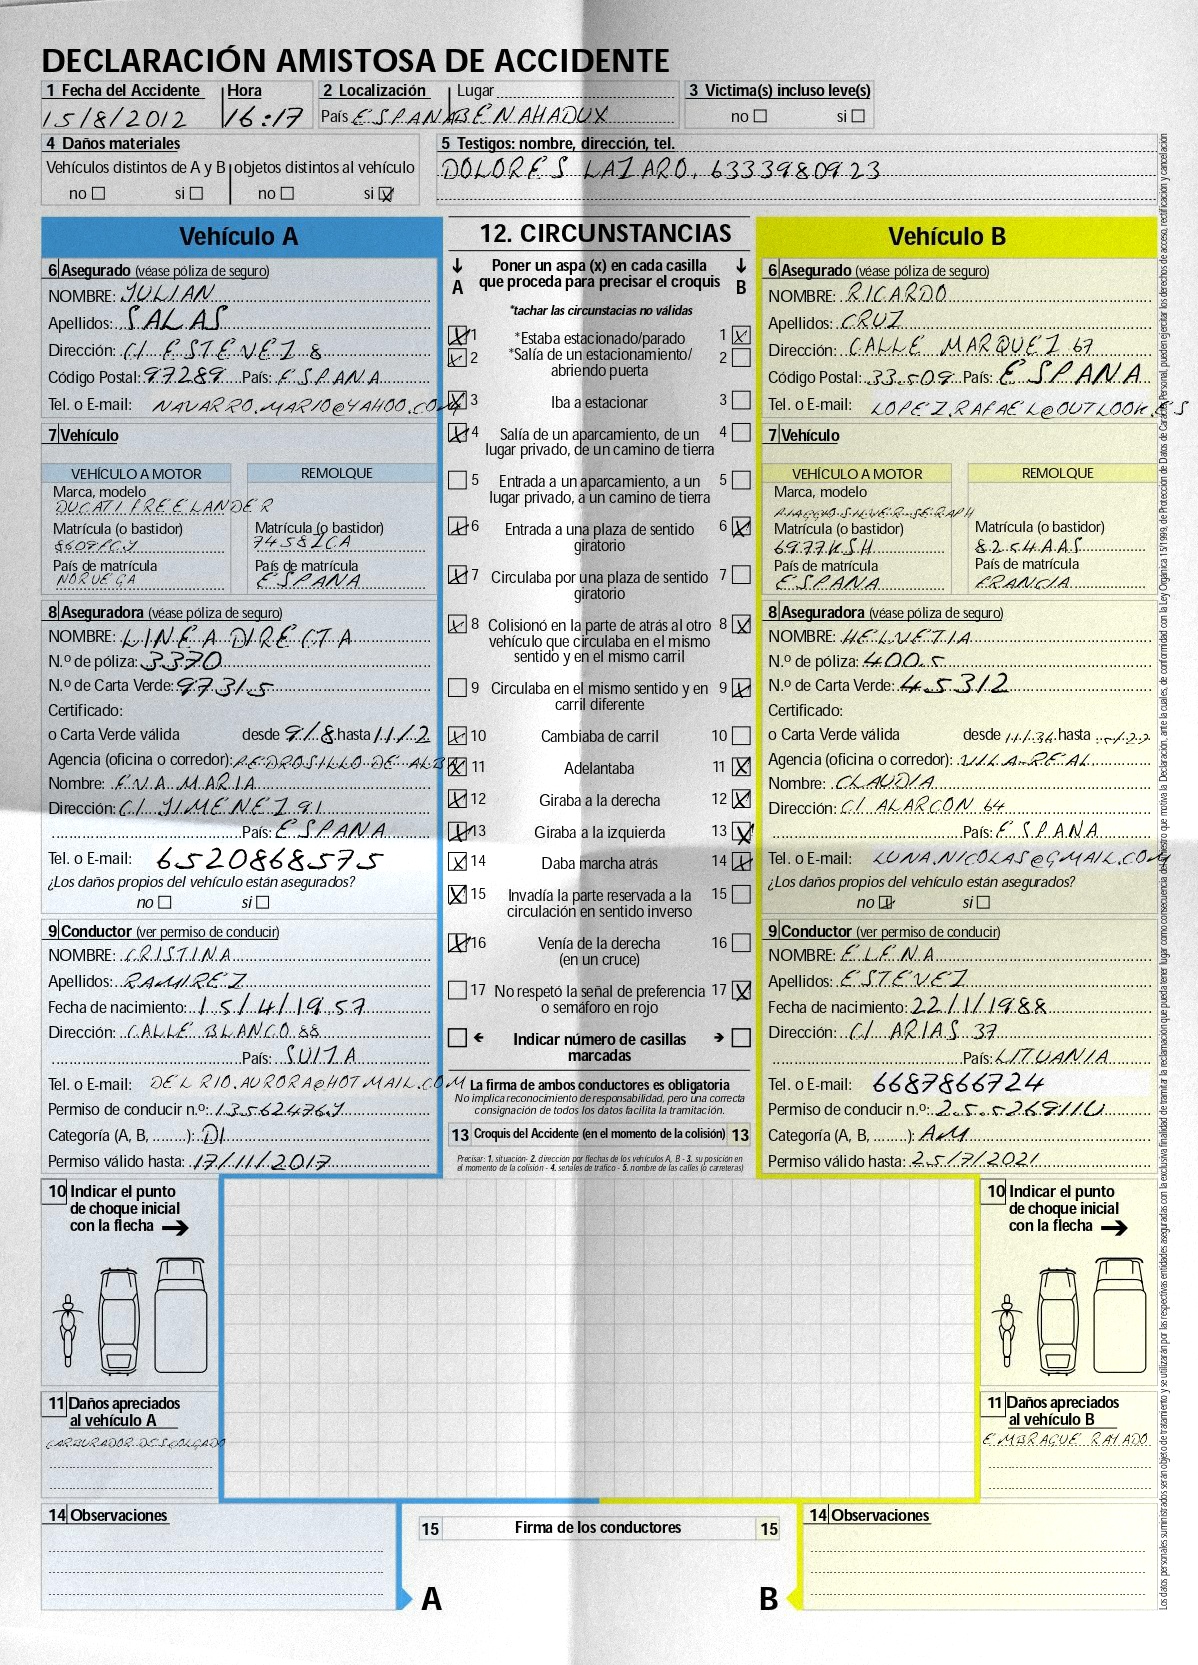 DECLARACIÓN AMISTOSA DE ACCIDENTE
1 Fecha del Accidente Hora 2 Localización Lugar 3 Victima(s) incluso leve(s)
15/8/2012 16:17 País ESPANA BENAHADUX no si
4 Daños materiales 5 Testigos: nombre, dirección, tel.
Vehículos distintos de A y B objetos distintos al vehículo DOLORES LAZARO, 6333980923
no si no si X
Vehículo A
6 Asegurado (véase póliza de seguro)
NOMBRE: JULIAN
Apellidos: SALAS
Dirección: C/ ESTEVEZ 8
Código Postal: 97289 País: ESPANA
Tel. o E-mail: NAVARRO.MARIO@YAHOO.COM
7 Vehículo
VEHÍCULO A MOTOR REMOLQUE
Marca, modelo
DUCATI FREELANDER
Matrícula (o bastidor) Matrícula (o bastidor)
8609FCY 7458ICA
País de matrícula País de matrícula
NORUEGA ESPANA
8 Aseguradora (véase póliza de seguro)
NOMBRE: LINEA DIRECTA
N.º de póliza: 3370
N.º de Carta Verde: 97315
Certificado:
o Carta Verde válida desde 9/8 hasta 11/2
Agencia (oficina o corredor): PEDROSILLO DE ALBA
Nombre: EVA MARIA
Dirección: C/ JIMENEZ 91
País: ESPANA
Tel. o E-mail: 6520868575
¿Los daños propios del vehículo están asegurados?
no si
9 Conductor (ver permiso de conducir)
NOMBRE: CRISTINA
Apellidos: RAMIREZ
Fecha de nacimiento: 15/4/1957
Dirección: CALLE BLANCO 88
País: SUIZA
Tel. o E-mail: DELRIO.AURORA@HOTMAIL.COM
Permiso de conducir n.º: 13562476J
Categoría (A, B, ........): D1
Permiso válido hasta: 17/11/2017
12. CIRCUNSTANCIAS
A Poner un aspa (x) en cada casilla que proceda para precisar el croquis B
*tachar las circunstacias no válidas
X 1 *Estaba estacionado/parado 1 X
X 2 *Salía de un estacionamiento/ 2
abriendo puerta
X 3 Iba a estacionar 3
X 4 Salía de un aparcamiento, de un 4
lugar privado, de un camino de tierra
5 Entrada a un aparcamiento, a un 5
lugar privado, a un camino de tierra
X 6 Entrada a una plaza de sentido 6 X
giratorio
X 7 Circulaba por una plaza de sentido 7
giratorio
X 8 Colisionó en la parte de atrás al otro 8 X
vehículo que circulaba en el mismo
sentido y en el mismo carril
9 Circulaba en el mismo sentido y en 9 X
carril diferente
X 10 Cambiaba de carril 10
X 11 Adelantaba 11 X
X 12 Giraba a la derecha 12 X
X 13 Giraba a la izquierda 13 X
X 14 Daba marcha atrás 14 X
X 15 Invadía la parte reservada a la 15
circulación en sentido inverso
X 16 Venía de la derecha 16
(en un cruce)
17 No respetó la señal de preferencia 17 X
o semáforo en rojo
Indicar número de casillas
marcadas
La firma de ambos conductores es obligatoria
No implica reconocimiento de responsabilidad, pero una correcta
consignación de todos los datos facilita la tramitación.
13 Croquis del Accidente (en el momento de la colisión) 13
Precisar: 1. situación- 2. dirección por flechas de los vehículos A, B - 3. su posición en
el momento de la colisión - 4. señales de tráfico - 5. nombre de las calles (o carreteras)
Vehículo B
6 Asegurado (véase póliza de seguro)
NOMBRE: RICARDO
Apellidos: CRUZ
Dirección: CALLE MARQUEZ 67
Código Postal: 33509 País: ESPANA
Tel. o E-mail: LOPEZ.RAFAEL@OUTLOOK.ES
7 Vehículo
VEHÍCULO A MOTOR REMOLQUE
Marca, modelo
PIAGGIO SILVER-SERAPH
Matrícula (o bastidor) Matrícula (o bastidor)
6977KSH 8254AAS
País de matrícula País de matrícula
ESPANA FRANCIA
8 Aseguradora (véase póliza de seguro)
NOMBRE: HELVETIA
N.º de póliza: 4005
N.º de Carta Verde: 45312
Certificado:
o Carta Verde válida desde hasta
Agencia (oficina o corredor): VILA-REAL
Nombre: CLAUDIA
Dirección: C/ ALARCON 64
País: ESPANA
Tel. o E-mail: LUNA.NICOLAS@GMAIL.COM
¿Los daños propios del vehículo están asegurados?
no X si
9 Conductor (ver permiso de conducir)
NOMBRE: ELENA
Apellidos: ESTEVEZ
Fecha de nacimiento: 22/1/1988
Dirección: C/ ARIAS 37
País: LITUANIA
Tel. o E-mail: 6687866724
Permiso de conducir n.º: 25526911U
Categoría (A, B, ........): AM
Permiso válido hasta: 25/7/2021
10 Indicar el punto
de choque inicial
con la flecha
11 Daños apreciados
al vehículo A
CARBURADOR DESCOLGADO
10 Indicar el punto
de choque inicial
con la flecha
11 Daños apreciados
al vehículo B
EMBRAGUE RAYADO
14 Observaciones
15 Firma de los conductores 15
A B
14 Observaciones
Los datos personales suministrados seran objeto de tratamiento y se utilizarán por las respectivas entidades aseguradas con la exclusiva finalidad de tramitar la reclamación que pueda tener lugar como consecuencia del siniestro que motiva la Declaración, ante la cuales, de conformidad con la Ley Orgánica 15/1999, de Protección de Datos de Carácter Personal, pueden ejercitar los derechos de acceso, rectificación y cancelación